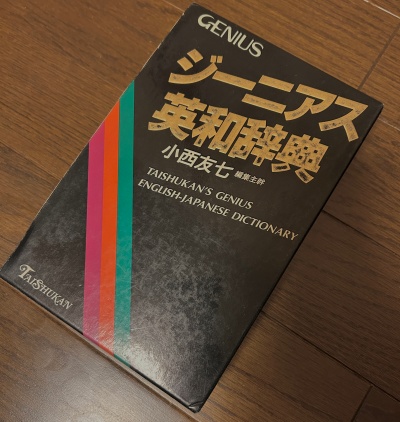 GENIUS
ジーニアス
英和辞典
小西友七 編集主幹
TAISHUKAN'S GENIUS
ENGLISH-JAPANESE DICTIONARY
TAISHUKAN